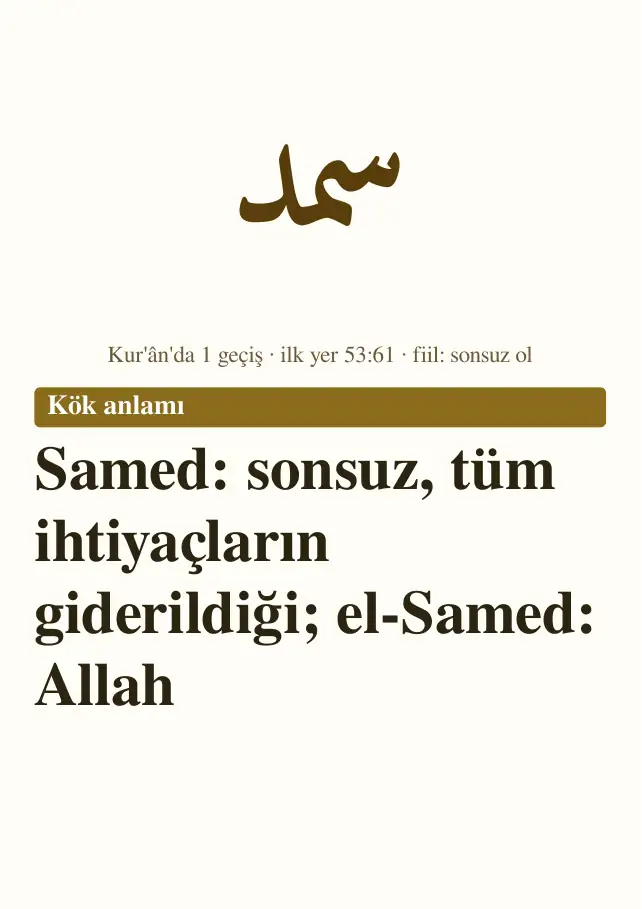 سمد
Kur'ân'da 1 geçiş · ilk yer 53:61 · fiil: sonsuz ol
Kök anlamı
Samed: sonsuz, tüm
ihtiyaçların
giderildiği; el-Samed:
Allah